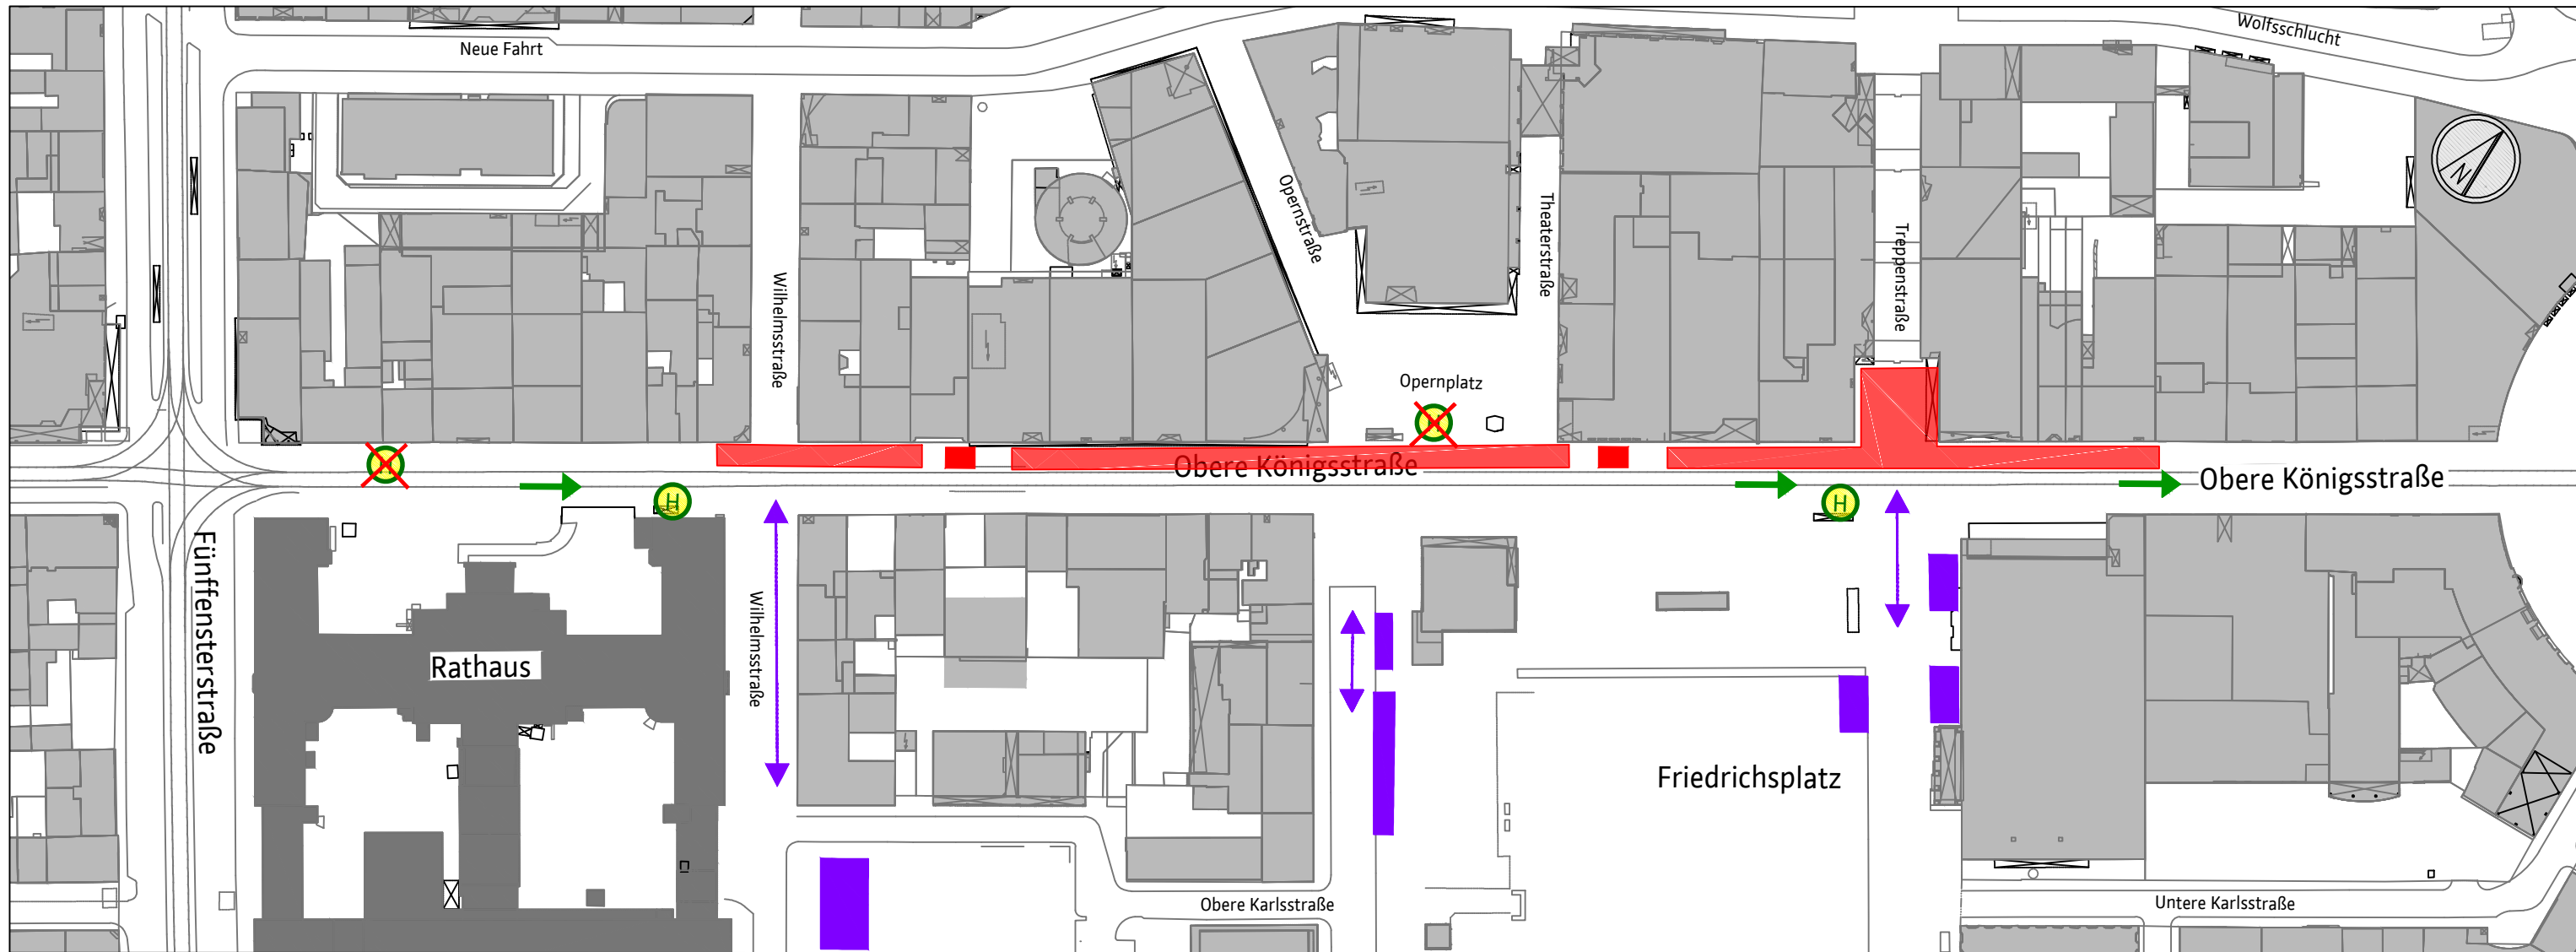 Neue Fahrt
Wolfsschlucht
N
Opernstraße
Theaterstraße
Treppenstraße
Wilhelmsstraße
Opernplatz
Obere Königsstraße
Obere Königsstraße
H
H
Fünffensterstraße
Rathaus
Wilhelmsstraße
Friedrichsplatz
Obere Karlsstraße
Untere Karlsstraße